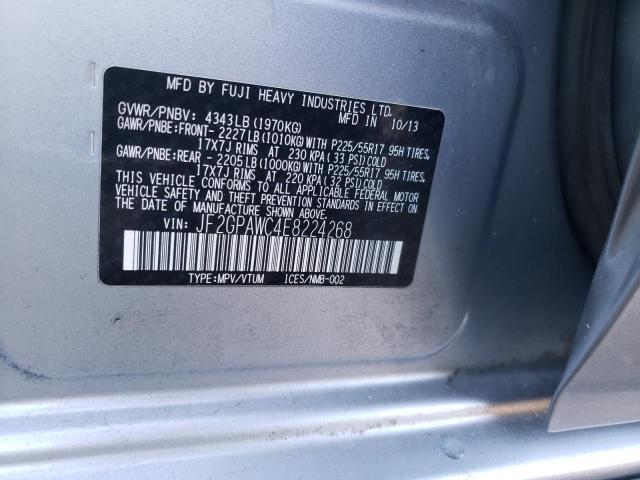 MFD BY FUJI HEAVY INDUSTRIES LTD.
MFD IN 10/13
GVWR/PNBV: 4343LB(1970KG)
GAWR/PNBE:FRONT- 2227LB(1010KG)WITH P225/55R17 95H TIRES,
17X7J RIMS AT 230 KPA(33 PSI)COLD
GAWR/PNBE:REAR - 2205LB(1000KG)WITH P225/55R17 95H TIRES,
17X7J RIMS AT 220 KPA(32 PSI)COLD
THIS VEHICLE CONFORMS TO ALL APPLICABLE FEDERAL MOTOR
VEHICLE SAFETY AND THEFT PREVENTION STANDARDS IN EFFECT ON
THE DATE OF MANUFACTURE SHOWN ABOVE.
VIN: JF2GPAWC4E8224268
TYPE:MPV/VTUM ICES/NMB-002